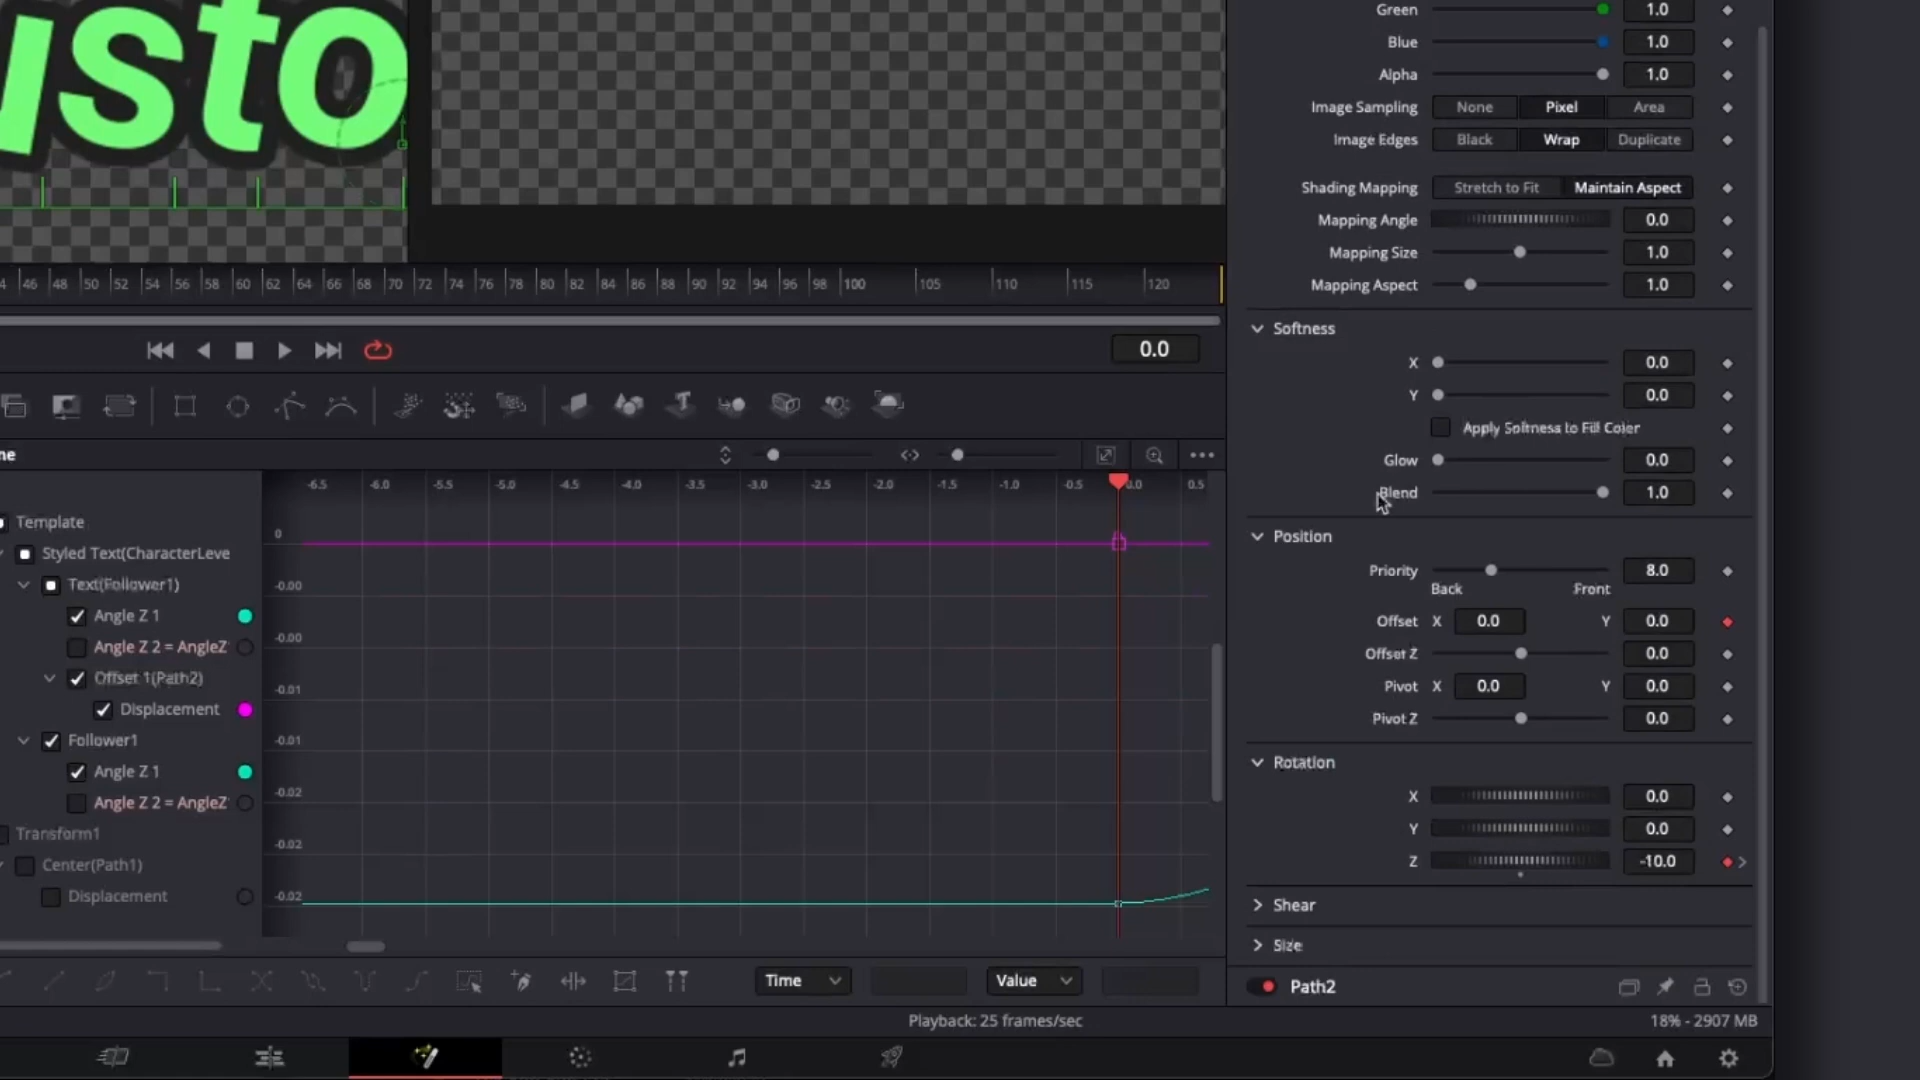 usto
Green 1.0
Blue 1.0
Alpha 1.0
Image Sampling None Pixel Area
Image Edges Black Wrap Duplicate
Shading Mapping Stretch to Fit Maintain Aspect
Mapping Angle 0.0
Mapping Size 1.0
Mapping Aspect 1.0
4 46 48 50 52 54 56 58 60 62 64 66 68 70 72 74 76 78 80 82 84 86 88 90 92 94 96 98 100 105 110 115 120
0.0
Softness
X 0.0
Y 0.0
Apply Softness to Fill Color
Glow 0.0
Blend 1.0
ne
-6.5 -6.0 -5.5 -5.0 -4.5 -4.0 -3.5 -3.0 -2.5 -2.0 -1.5 -1.0 -0.5 0.0 0.5
0
-0.00
-0.00
-0.01
-0.01
-0.02
-0.02
-0.02
Template
Styled Text(CharacterLeve
Text(Follower1)
Angle Z 1
Angle Z 2 = AngleZ
Offset 1(Path2)
Displacement
Follower1
Angle Z 1
Angle Z 2 = AngleZ
Transform1
Center(Path1)
Displacement
Position
Priority 8.0
Back Front
Offset X 0.0 Y 0.0
Offset Z 0.0
Pivot X 0.0 Y 0.0
Pivot Z 0.0
Rotation
X 0.0
Y 0.0
Z -10.0
Shear
Size
Time Value
Path2
Playback: 25 frames/sec
18% - 2907 MB